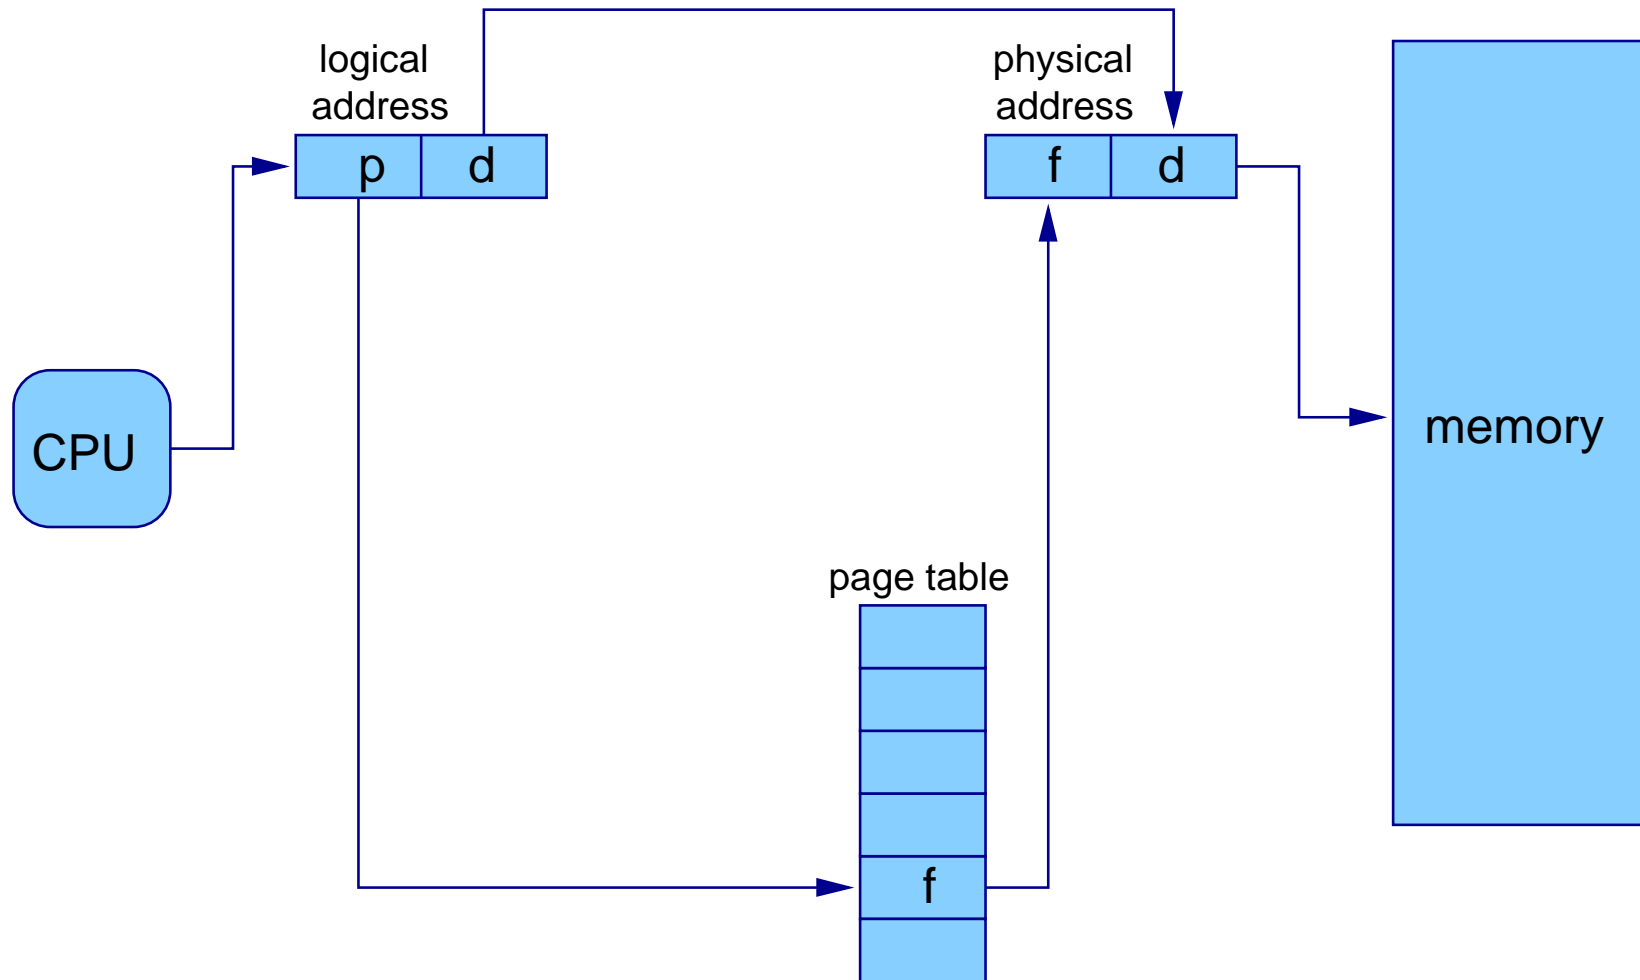 logical
address
physical
address
p
d
f
d
CPU
memory
page table
f